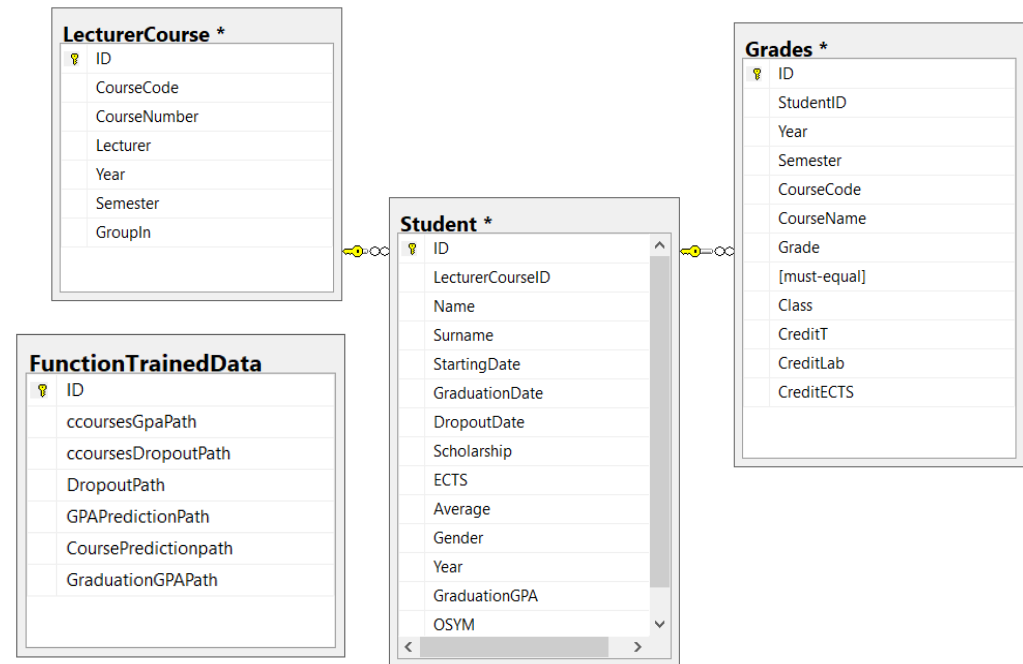 LecturerCourse *
ID
CourseCode
CourseNumber
Lecturer
Year
Semester
GroupIn
FunctionTrainedData
ID
ccoursesGpaPath
ccoursesDropoutPath
DropoutPath
GPAPredictionPath
CoursePredictionpath
GraduationGPAPath
Student *
ID
LecturerCourseID
Name
Surname
StartingDate
GraduationDate
DropoutDate
Scholarship
ECTS
Average
Gender
Year
GraduationGPA
OSYM
Grades *
ID
StudentID
Year
Semester
CourseCode
CourseName
Grade
[must-equal]
Class
CreditT
CreditLab
CreditECTS